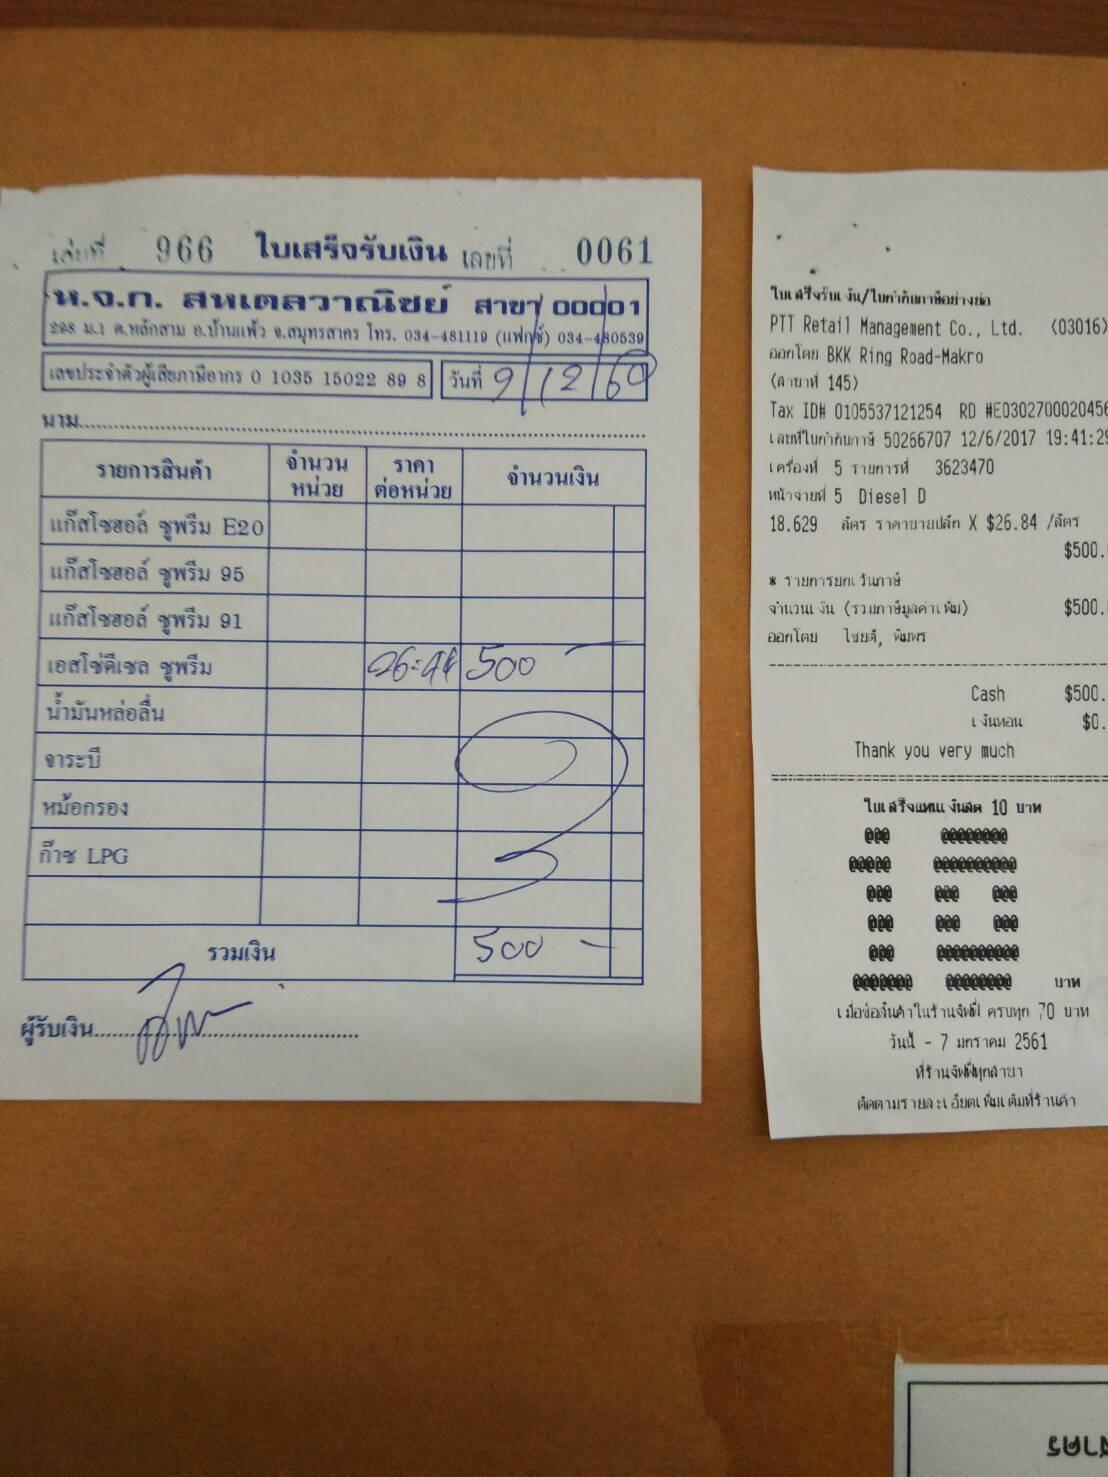 เล่มที่ 966 ใบเสร็จรับเงิน เลขที่ 0061
ห.จ.ก. สหเตลวาณิชย์ สาขา 00001
298 ม.1 ต.หลักสาม อ.บ้านแพ้ว จ.สมุทรสาคร โทร. 034-481119 (แฟกซ์) 034-480539
เลขประจำตัวผู้เสียภาษีอากร 0 1035 15022 89 8 วันที่ 9/12/60
นาม
รายการสินค้า จำนวนหน่วย ราคาต่อหน่วย จำนวนเงิน
แก๊สโซฮอล์ ซูพรีม E20
แก๊สโซฮอล์ ซูพรีม 95
แก๊สโซฮอล์ ซูพรีม 91
เอสโซ่ดีเซล ซูพรีม 500 -
น้ำมันหล่อลื่น
จาระบี
หม้อกรอง
ก๊าซ LPG
รวมเงิน 500 -
ผู้รับเงิน
ใบเสร็จรับเงิน/ใบกำกับภาษีอย่างย่อ
PTT Retail Management Co., Ltd. (03016)
ออกโดย BKK Ring Road-Makro
(สาขาที่ 145)
Tax ID# 0105537121254 RD #E0302700020456
เลขที่ใบกำกับภาษี 50266707 12/6/2017 19:41:29
เครื่องที่ 5 รายการที่ 3623470
หน้าจ่ายที่ 5 Diesel D
18.629 ลิตร ราคาขายปลีก X $26.84 /ลิตร
$500.
* รายการยกเว้นภาษี
จำนวนเงิน (รวมภาษีมูลค่าเพิ่ม) $500.
ออกโดย ไชยดี, พิมพร
Cash $500.
เงินทอน $0.
Thank you very much
ใบเสร็จแทนเงินสด 10 บาท
@@@ @@@@@@@@
@@@@@ @@@@@@@@@@
@@@ @@@ @@@
@@@ @@@ @@@
@@@ @@@@@@@@@@
@@@@@@@ @@@@@@@@ บาท
เมื่อซื้อสินค้าในร้านจิฟฟี่ ครบทุก 70 บาท
วันนี้ - 7 มกราคม 2561
ที่ร้านจิฟฟี่ทุกสาขา
ติดตามรายละเอียดเพิ่มเติมที่ร้านค้า